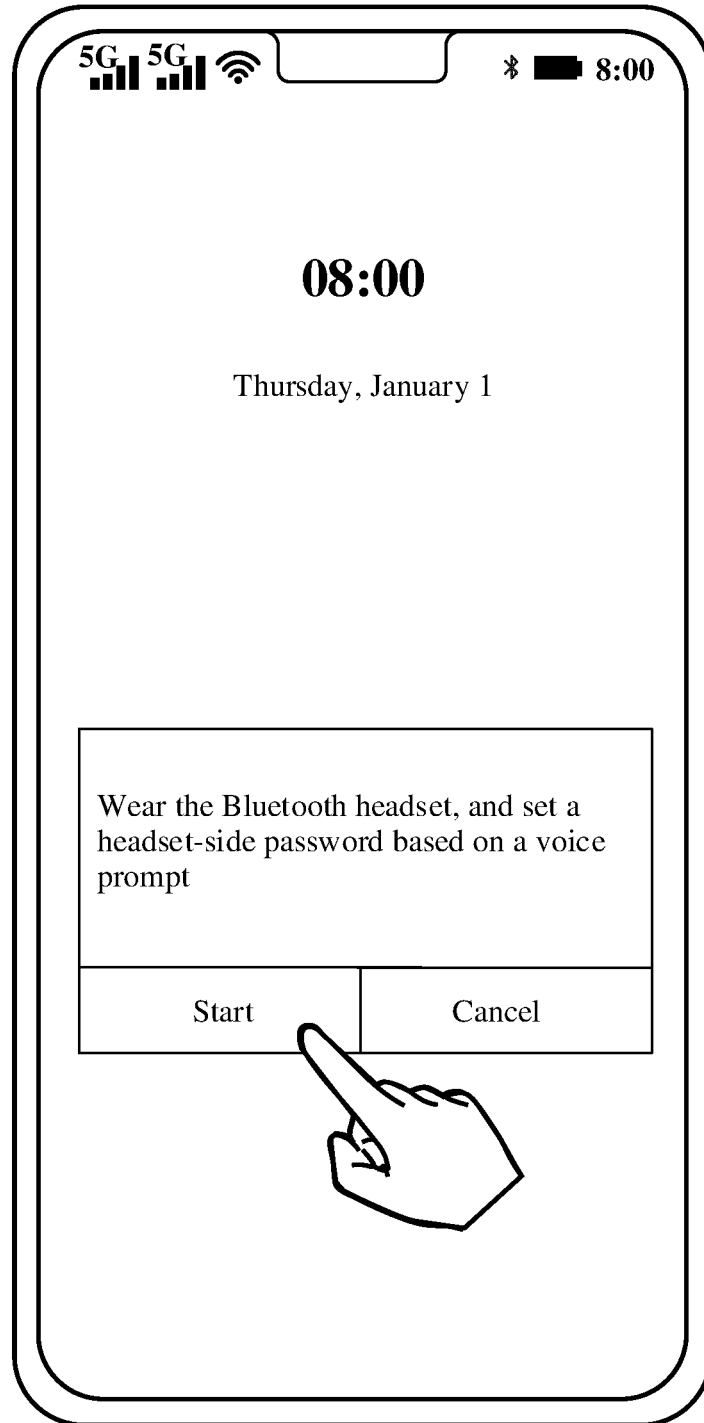 5G 5G 8:00
08:00
Thursday, January 1
Wear the Bluetooth headset, and set a
headset-side password based on a voice
prompt
Start Cancel